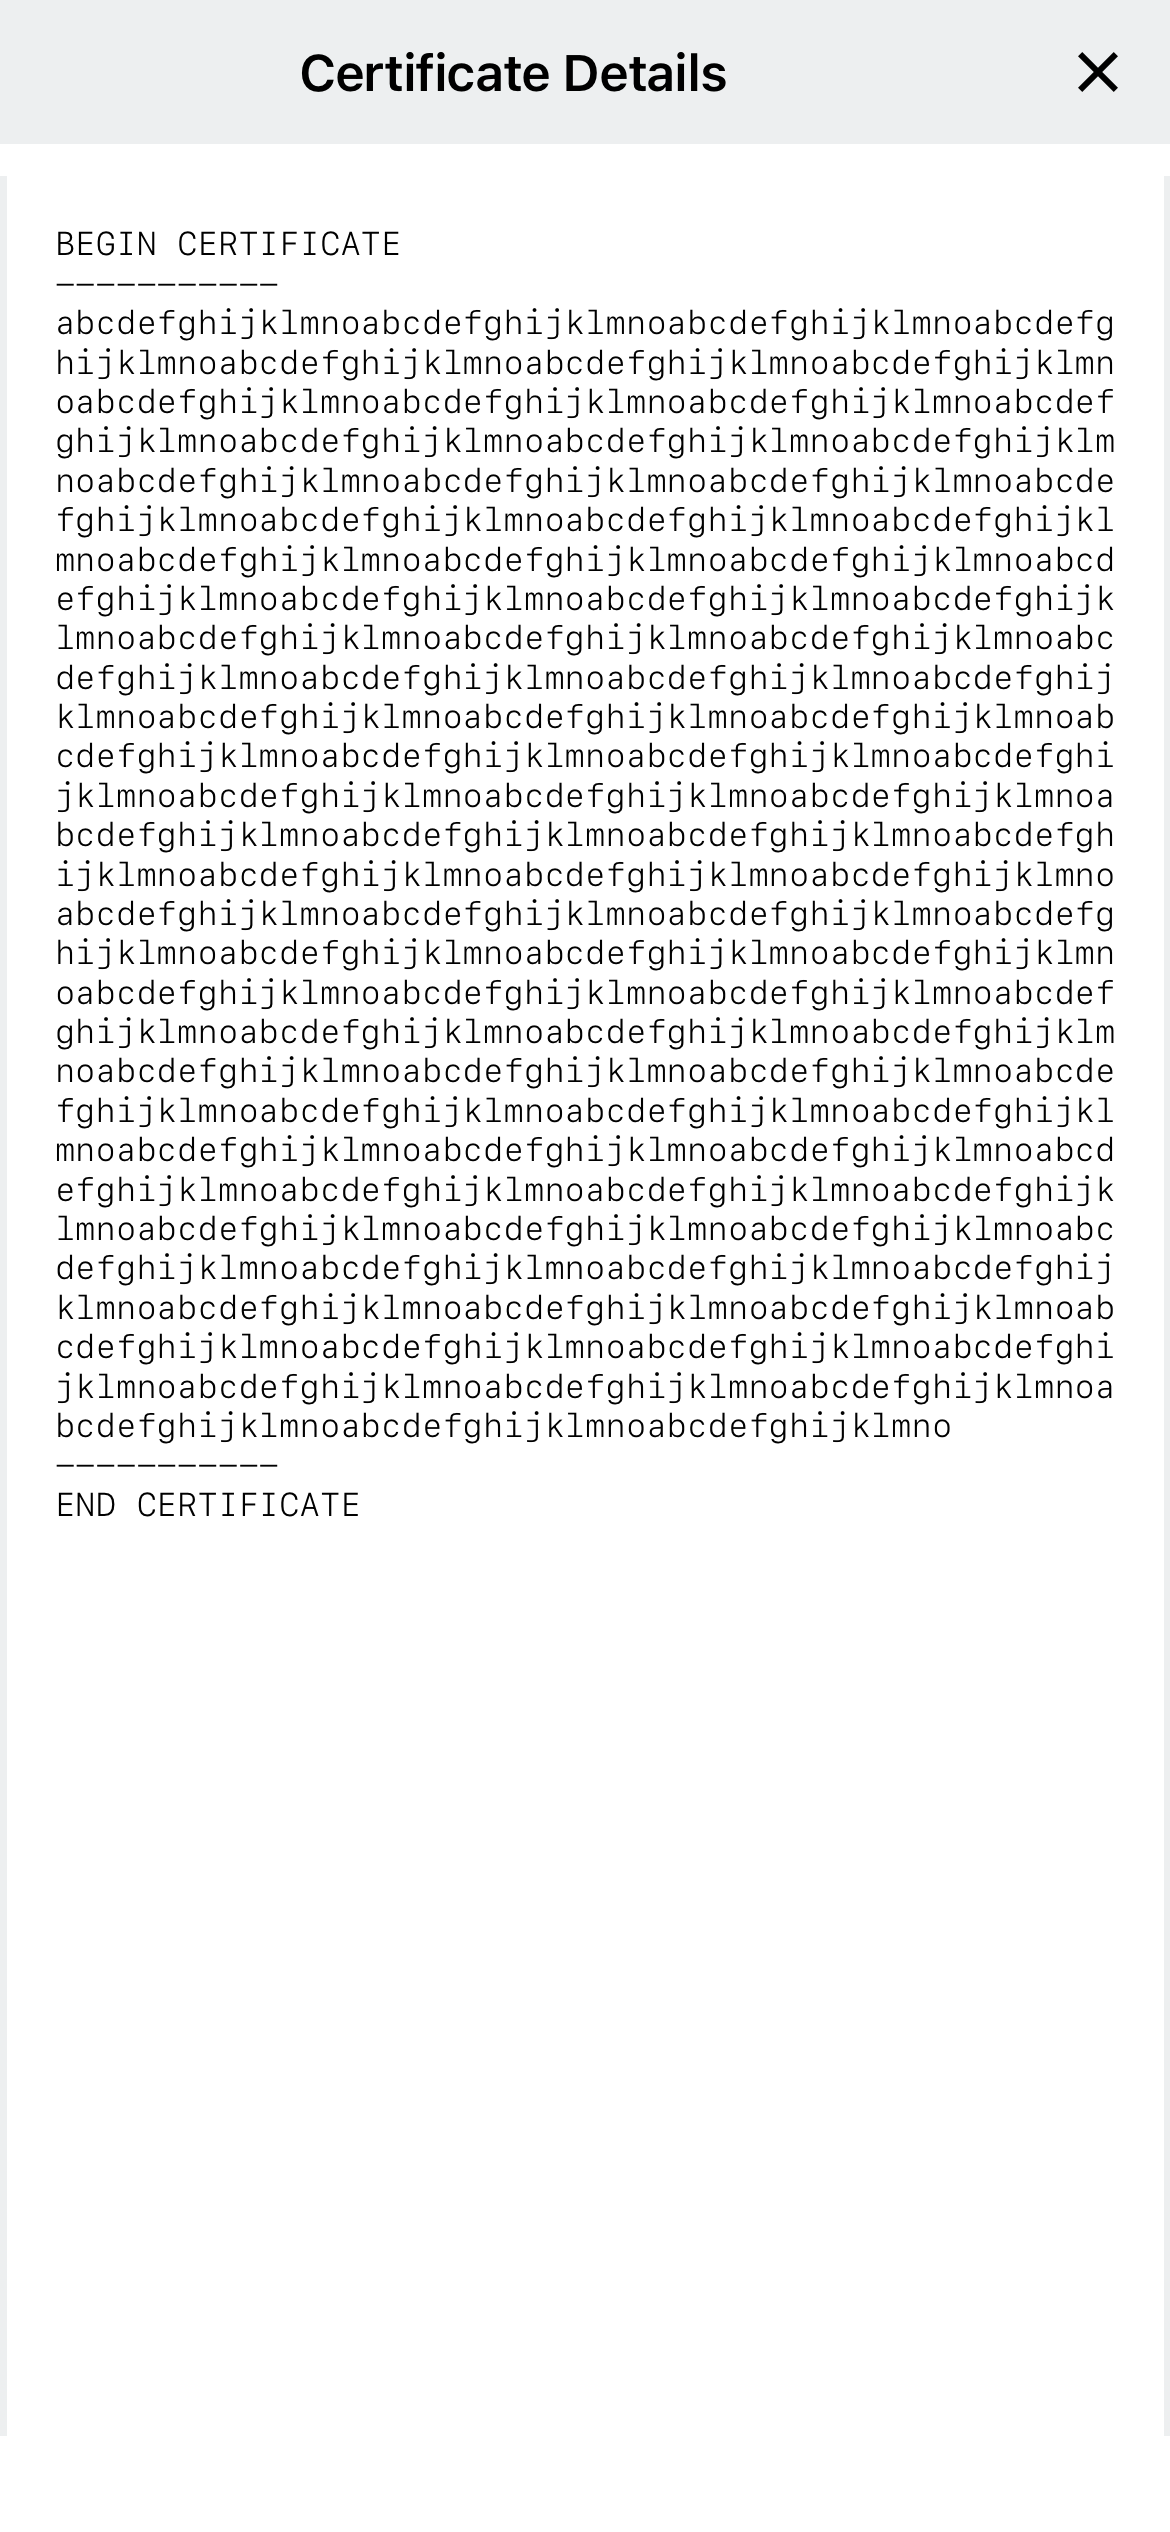 Certificate Details
BEGIN CERTIFICATE
-----------
abcdefghijklmnoabcdefghijklmnoabcdefghijklmnoabcdefg
hijklmnoabcdefghijklmnoabcdefghijklmnoabcdefghijklmn
oabcdefghijklmnoabcdefghijklmnoabcdefghijklmnoabcdef
ghijklmnoabcdefghijklmnoabcdefghijklmnoabcdefghijklm
noabcdefghijklmnoabcdefghijklmnoabcdefghijklmnoabcde
fghijklmnoabcdefghijklmnoabcdefghijklmnoabcdefghijkl
mnoabcdefghijklmnoabcdefghijklmnoabcdefghijklmnoabcd
efghijklmnoabcdefghijklmnoabcdefghijklmnoabcdefghijk
lmnoabcdefghijklmnoabcdefghijklmnoabcdefghijklmnoabc
defghijklmnoabcdefghijklmnoabcdefghijklmnoabcdefghij
klmnoabcdefghijklmnoabcdefghijklmnoabcdefghijklmnoab
cdefghijklmnoabcdefghijklmnoabcdefghijklmnoabcdefghi
jklmnoabcdefghijklmnoabcdefghijklmnoabcdefghijklmnoa
bcdefghijklmnoabcdefghijklmnoabcdefghijklmnoabcdefgh
ijklmnoabcdefghijklmnoabcdefghijklmnoabcdefghijklmno
abcdefghijklmnoabcdefghijklmnoabcdefghijklmnoabcdefg
hijklmnoabcdefghijklmnoabcdefghijklmnoabcdefghijklmn
oabcdefghijklmnoabcdefghijklmnoabcdefghijklmnoabcdef
ghijklmnoabcdefghijklmnoabcdefghijklmnoabcdefghijklm
noabcdefghijklmnoabcdefghijklmnoabcdefghijklmnoabcde
fghijklmnoabcdefghijklmnoabcdefghijklmnoabcdefghijkl
mnoabcdefghijklmnoabcdefghijklmnoabcdefghijklmnoabcd
efghijklmnoabcdefghijklmnoabcdefghijklmnoabcdefghijk
lmnoabcdefghijklmnoabcdefghijklmnoabcdefghijklmnoabc
defghijklmnoabcdefghijklmnoabcdefghijklmnoabcdefghij
klmnoabcdefghijklmnoabcdefghijklmnoabcdefghijklmnoab
cdefghijklmnoabcdefghijklmnoabcdefghijklmnoabcdefghi
jklmnoabcdefghijklmnoabcdefghijklmnoabcdefghijklmnoa
bcdefghijklmnoabcdefghijklmnoabcdefghijklmno
-----------
END CERTIFICATE